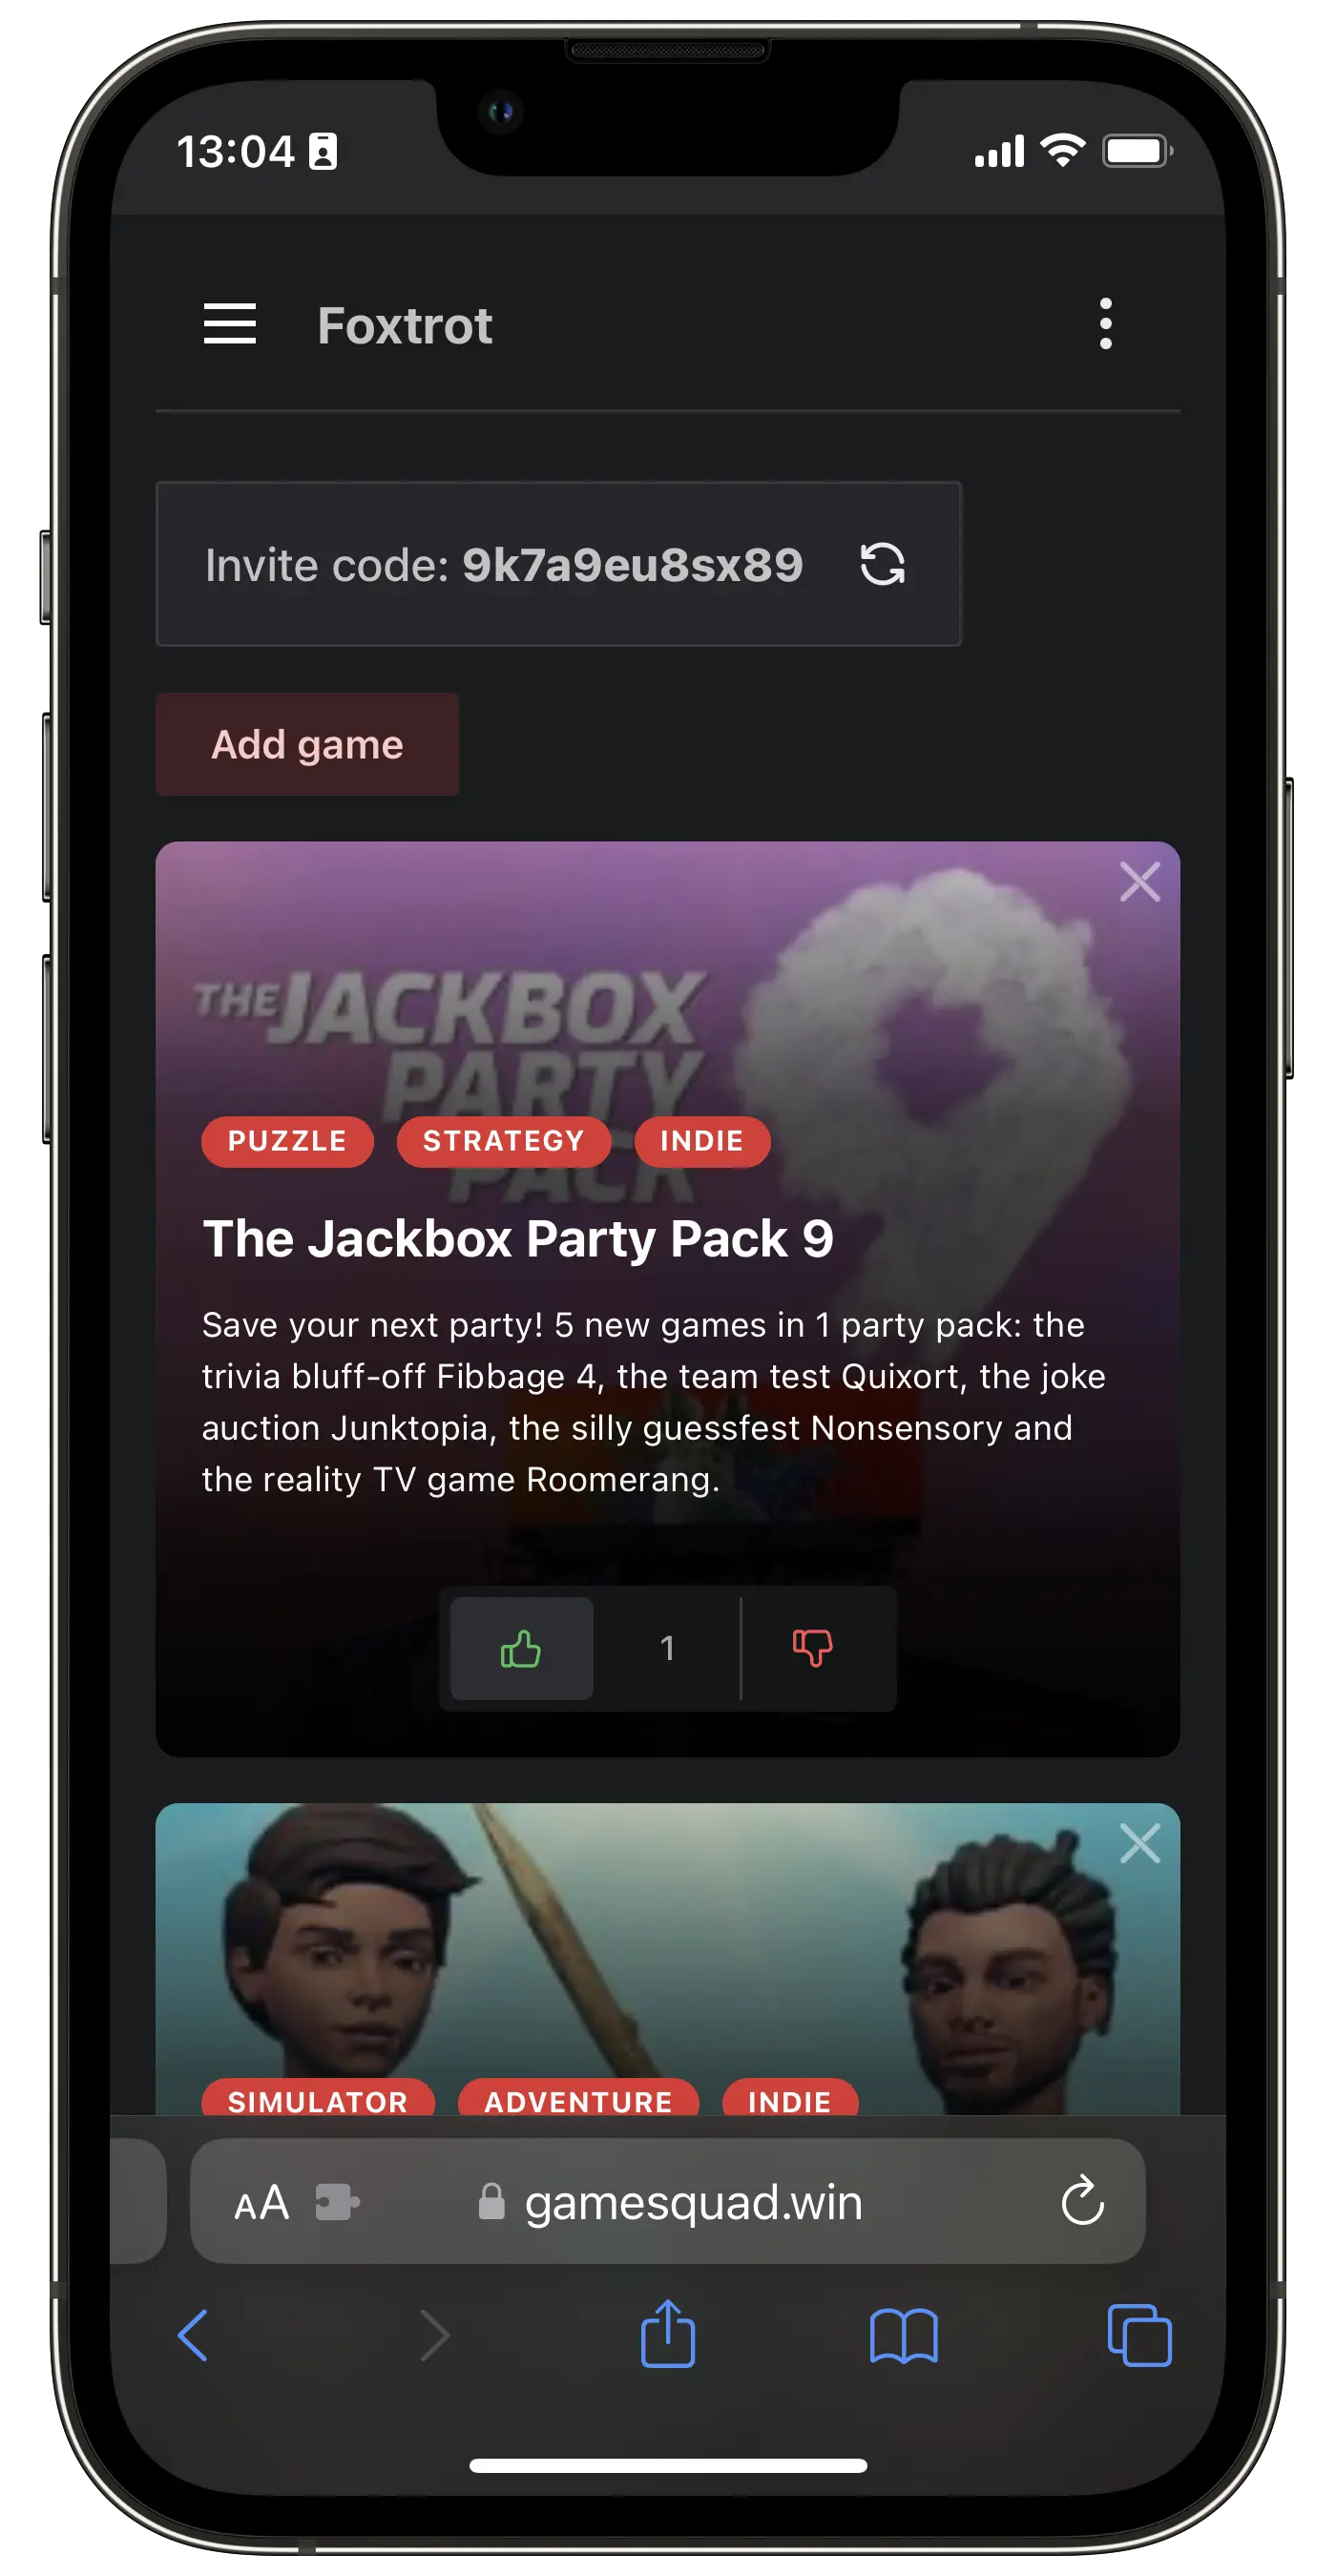 13:04
Foxtrot
Invite code: 9k7a9eu8sx89
Add game
THE JACKBOX
PARTY
PACK
9
PUZZLE STRATEGY INDIE
The Jackbox Party Pack 9
Save your next party! 5 new games in 1 party pack: the
trivia bluff-off Fibbage 4, the team test Quixort, the joke
auction Junktopia, the silly guessfest Nonsensory and
the reality TV game Roomerang.
1
SIMULATOR ADVENTURE INDIE
AA gamesquad.win